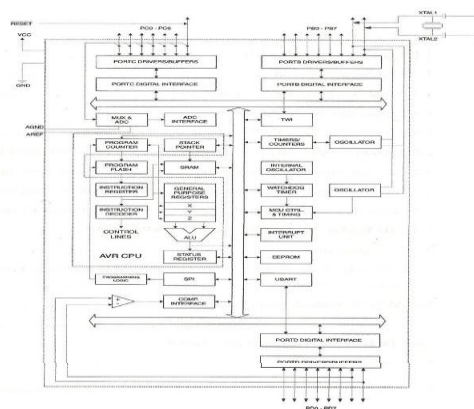 RESET
PC0 - PC6
PB0 - PB7
XTAL1
XTAL2
VCC
GND
PORTC DRIVERS/BUFFERS
PORTB DRIVERS/BUFFERS
PORTC DIGITAL INTERFACE
PORTB DIGITAL INTERFACE
MUX &
ADC
ADC
INTERFACE
TWI
AGND
AREF
PROGRAM
COUNTER
STACK
POINTER
TIMERS/
COUNTERS
OSCILLATOR
PROGRAM
FLASH
SRAM
INTERNAL
OSCILLATOR
INSTRUCTION
REGISTER
GENERAL
PURPOSE
REGISTERS
WATCHDOG
TIMER
OSCILLATOR
X
Y
Z
INSTRUCTION
DECODER
MCU CTRL.
& TIMING
CONTROL
LINES
ALU
INTERRUPT
UNIT
AVR CPU
STATUS
REGISTER
EEPROM
PROGRAMMING
LOGIC
SPI
USART
COMP.
INTERFACE
PORTD DIGITAL INTERFACE
PORTD DRIVERS/BUFFERS
PD0 - PD7